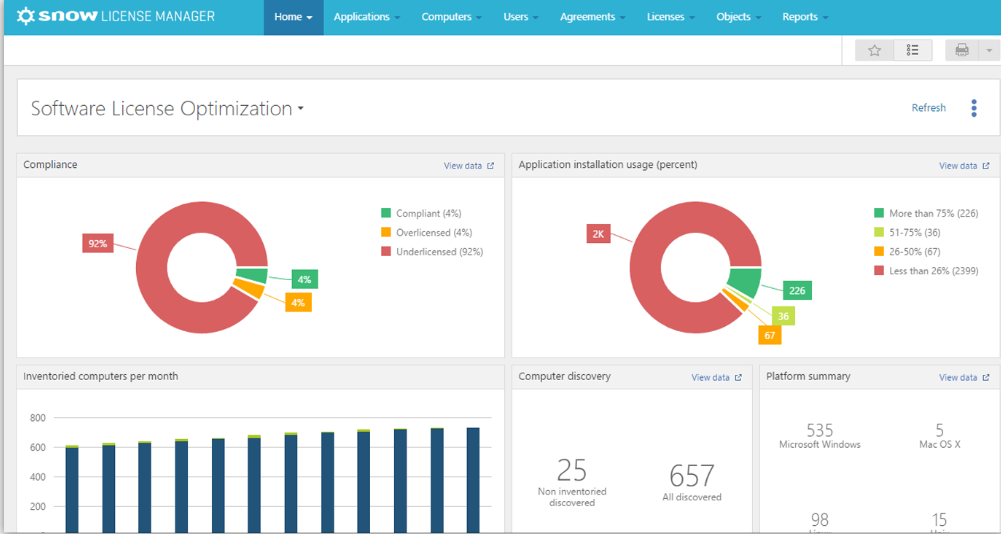 snow LICENSE MANAGER
Home Applications Computers Users Agreements Licenses Objects Reports
Software License Optimization
Refresh
Compliance View data
92%
4%
4%
Compliant (4%)
Overlicensed (4%)
Underlicensed (92%)
Application installation usage (percent) View data
2K
226
36
67
More than 75% (226)
51-75% (36)
26-50% (67)
Less than 26% (2399)
Inventoried computers per month
800
600
400
200
Computer discovery View data
25
Non inventoried
discovered
657
All discovered
Platform summary View data
535
Microsoft Windows
5
Mac OS X
98
15